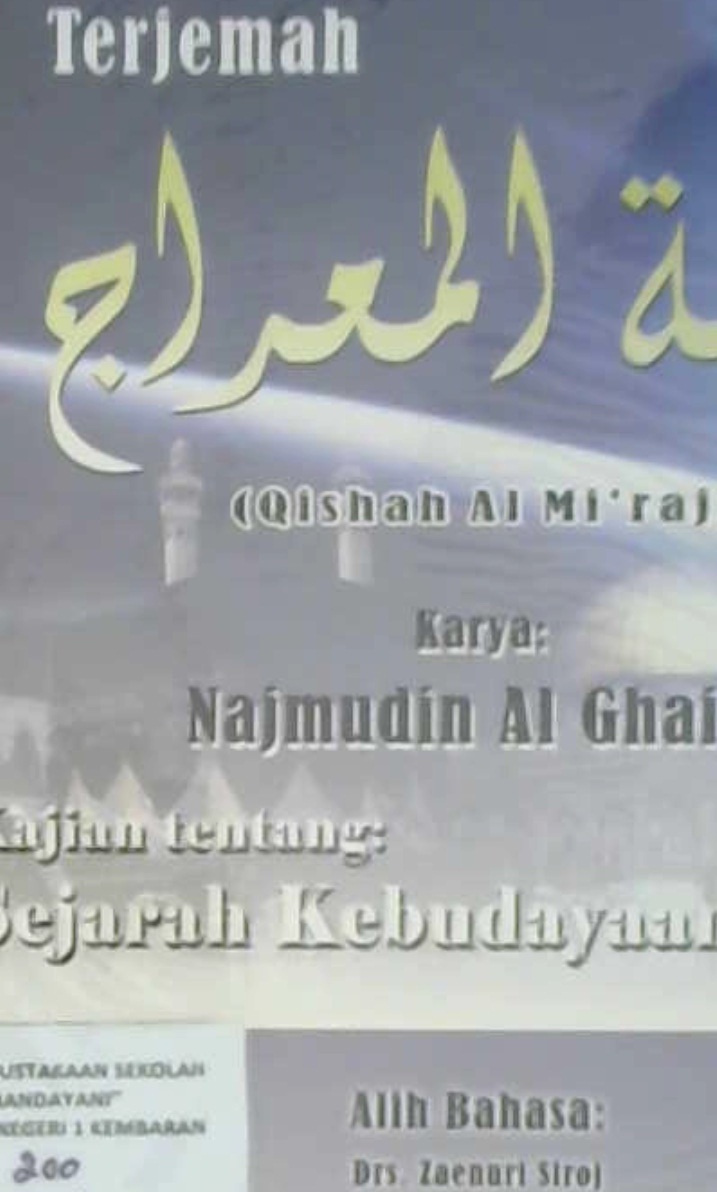 Terjemah
ة المعراج
(Qishah Al Mi'raj
Karya:
Najmudin Al Ghai
Kajian tentang:
Sejarah Kebudayaan
USTAKAAN SEKOLAH
ANDAYANI"
NEGERI 1 KEMBARAN
200
Alih Bahasa:
Drs. Zaenuri Siroj